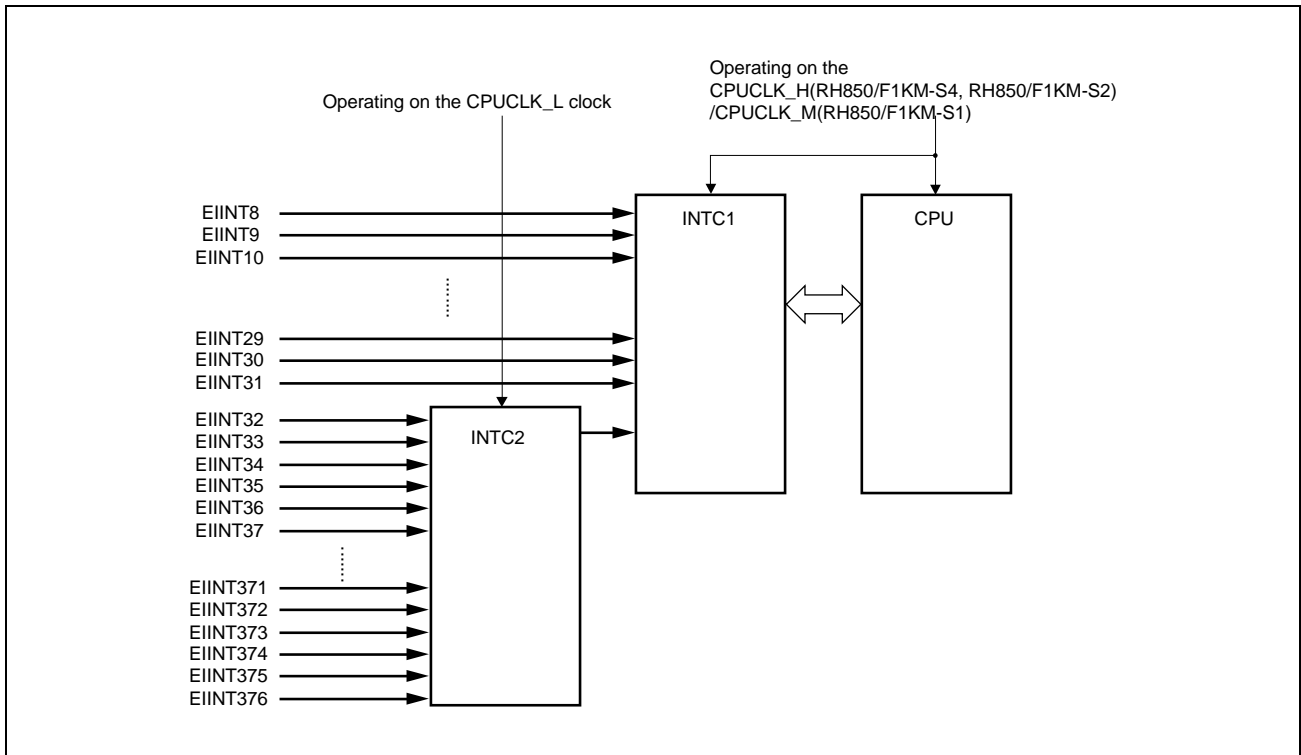 Operating on the
CPUCLK_H(RH850/F1KM-S4, RH850/F1KM-S2)
/CPUCLK_M(RH850/F1KM-S1)
Operating on the CPUCLK_L clock
EIINT8
EIINT9
EIINT10
INTC1
CPU
EIINT29
EIINT30
EIINT31
EIINT32
EIINT33
EIINT34
EIINT35
EIINT36
EIINT37
INTC2
EIINT371
EIINT372
EIINT373
EIINT374
EIINT375
EIINT376